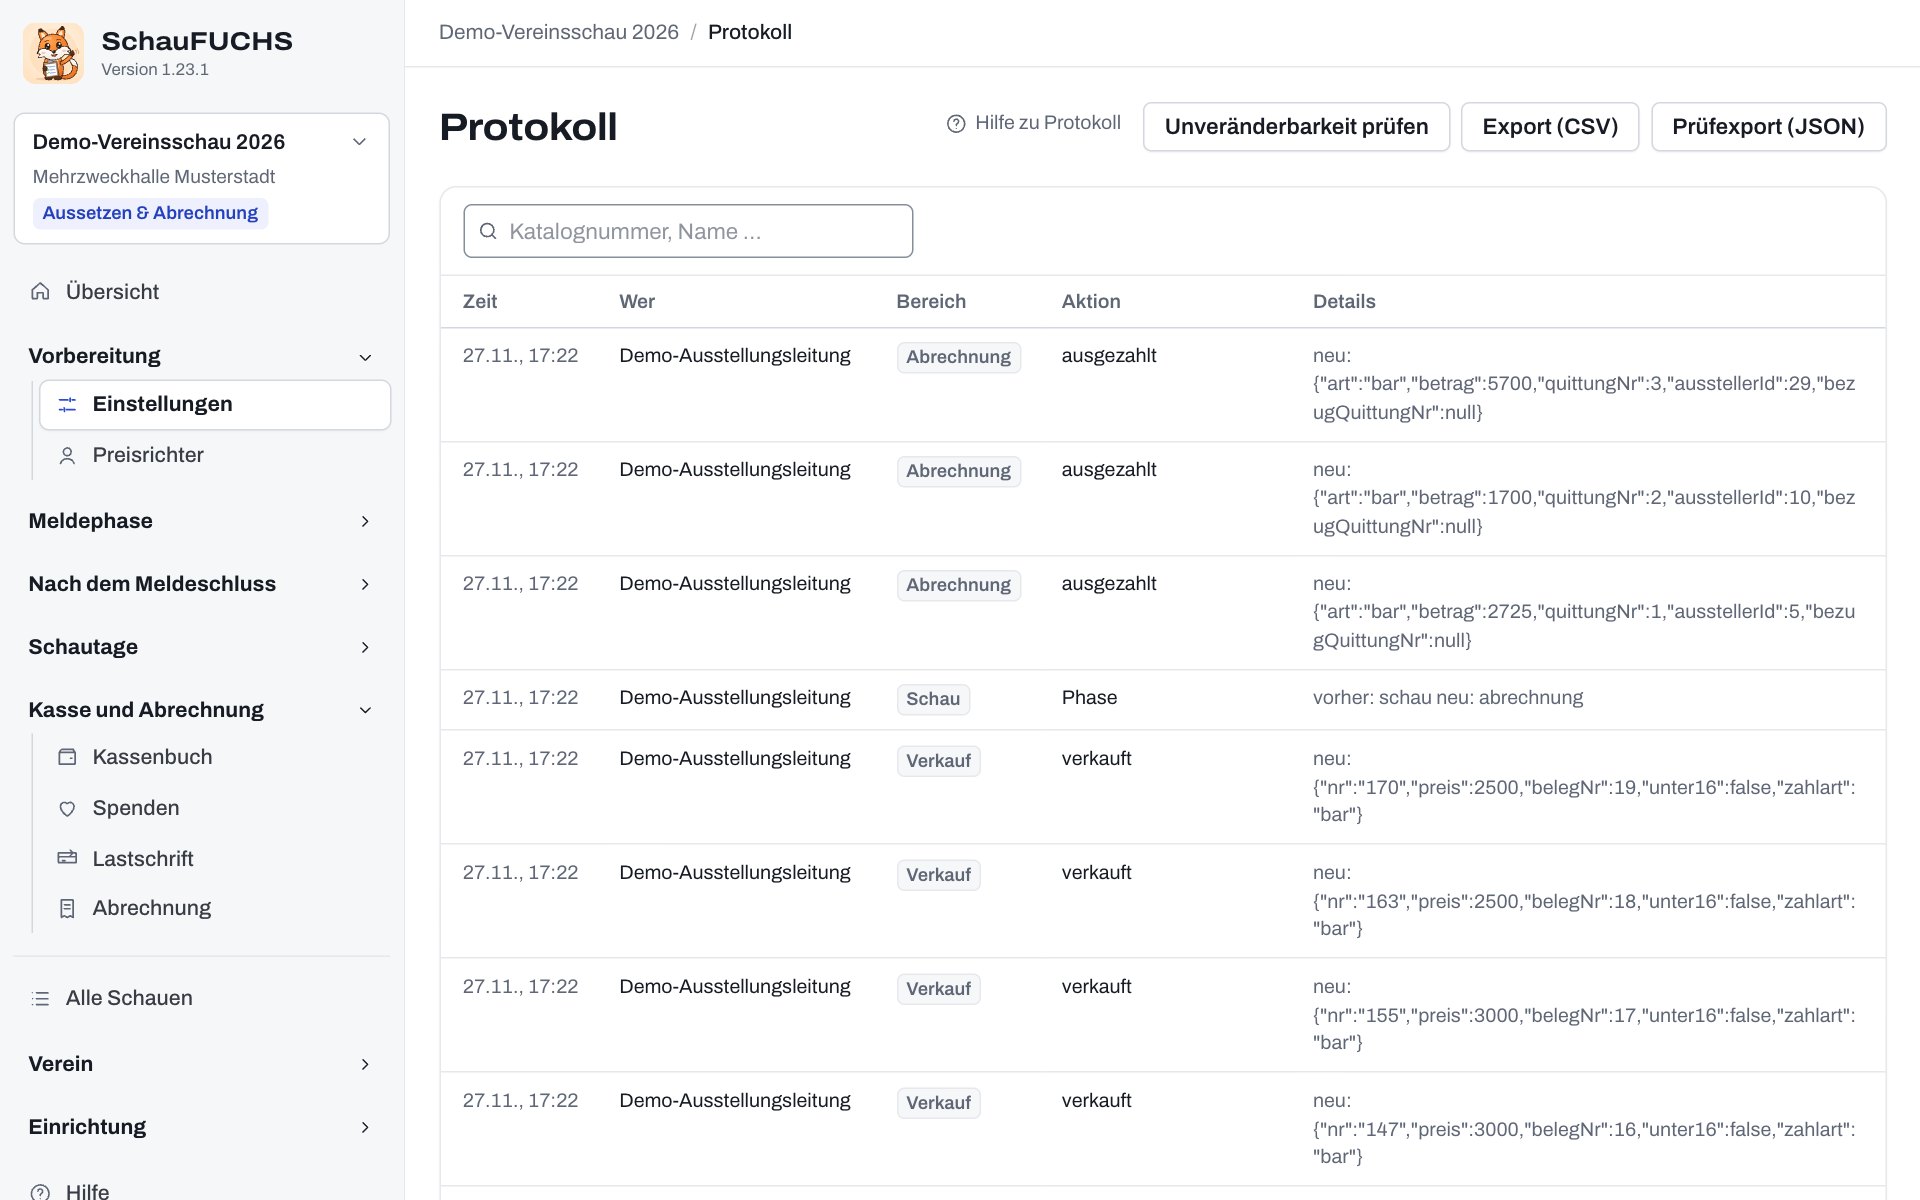 SchauFUCHS
Version 1.23.1
Demo-Vereinsschau 2026
Mehrzweckhalle Musterstadt
Aussetzen & Abrechnung
Übersicht
Vorbereitung
Einstellungen
Preisrichter
Meldephase
Nach dem Meldeschluss
Schautage
Kasse und Abrechnung
Kassenbuch
Spenden
Lastschrift
Abrechnung
Alle Schauen
Verein
Einrichtung
Hilfe
Demo-Vereinsschau 2026 / Protokoll
Protokoll
Hilfe zu Protokoll
Unveränderbarkeit prüfen
Export (CSV)
Prüfexport (JSON)
Katalognummer, Name ...
Zeit Wer Bereich Aktion Details
27.11., 17:22 Demo-Ausstellungsleitung Abrechnung ausgezahlt neu:
{"art":"bar","betrag":5700,"quittungNr":3,"ausstellerId":29,"bez
ugQuittungNr":null}
27.11., 17:22 Demo-Ausstellungsleitung Abrechnung ausgezahlt neu:
{"art":"bar","betrag":1700,"quittungNr":2,"ausstellerId":10,"bez
ugQuittungNr":null}
27.11., 17:22 Demo-Ausstellungsleitung Abrechnung ausgezahlt neu:
{"art":"bar","betrag":2725,"quittungNr":1,"ausstellerId":5,"bezu
gQuittungNr":null}
27.11., 17:22 Demo-Ausstellungsleitung Schau Phase vorher: schau neu: abrechnung
27.11., 17:22 Demo-Ausstellungsleitung Verkauf verkauft neu:
{"nr":"170","preis":2500,"belegNr":19,"unter16":false,"zahlart":
"bar"}
27.11., 17:22 Demo-Ausstellungsleitung Verkauf verkauft neu:
{"nr":"163","preis":2500,"belegNr":18,"unter16":false,"zahlart":
"bar"}
27.11., 17:22 Demo-Ausstellungsleitung Verkauf verkauft neu:
{"nr":"155","preis":3000,"belegNr":17,"unter16":false,"zahlart":
"bar"}
27.11., 17:22 Demo-Ausstellungsleitung Verkauf verkauft neu:
{"nr":"147","preis":3000,"belegNr":16,"unter16":false,"zahlart":
"bar"}